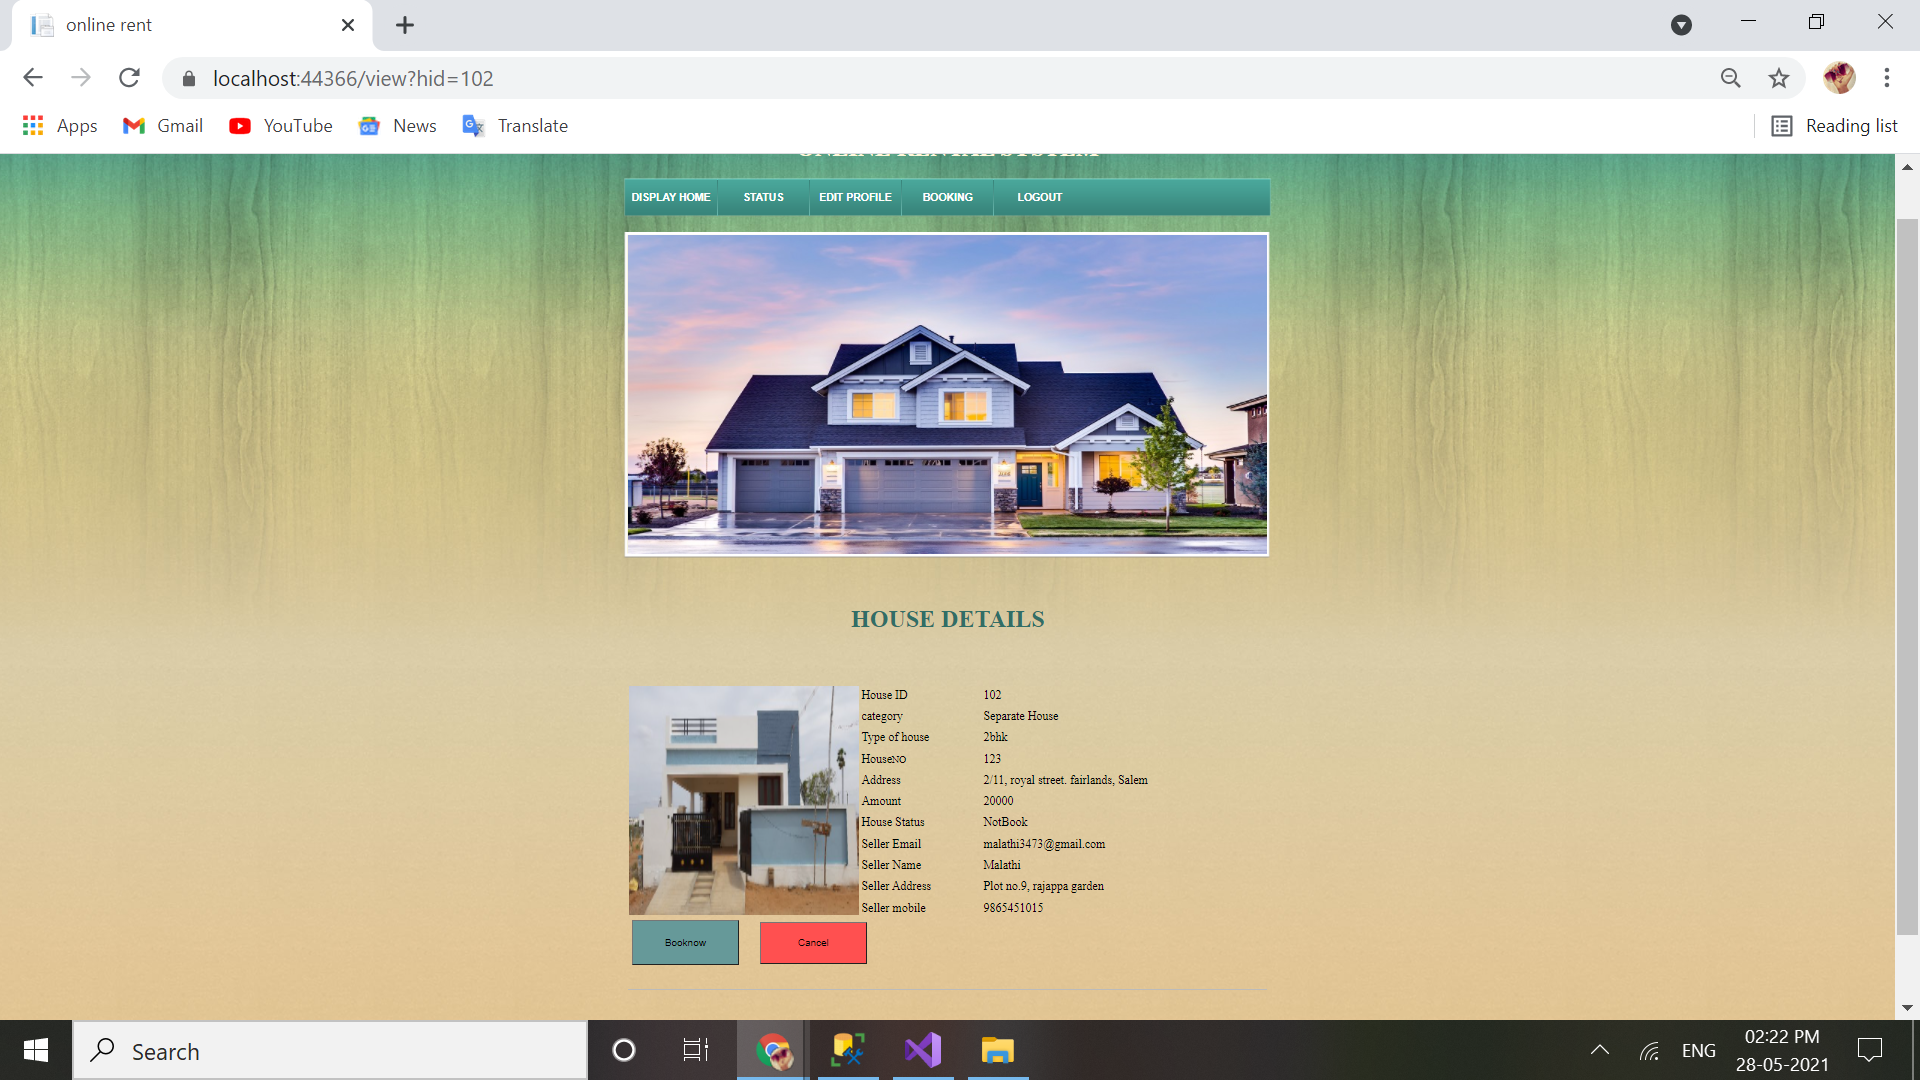 online rent
localhost:44366/view?hid=102
Apps Gmail YouTube News Translate Reading list
ONLINE RENTAL SYSTEM
DISPLAY HOME STATUS EDIT PROFILE BOOKING LOGOUT
HOUSE DETAILS
House ID 102
category Separate House
Type of house 2bhk
HouseNO 123
Address 2/11, royal street. fairlands, Salem
Amount 20000
House Status NotBook
Seller Email malathi3473@gmail.com
Seller Name Malathi
Seller Address Plot no.9, rajappa garden
Seller mobile 9865451015
Booknow Cancel
Search ENG 02:22 PM
28-05-2021